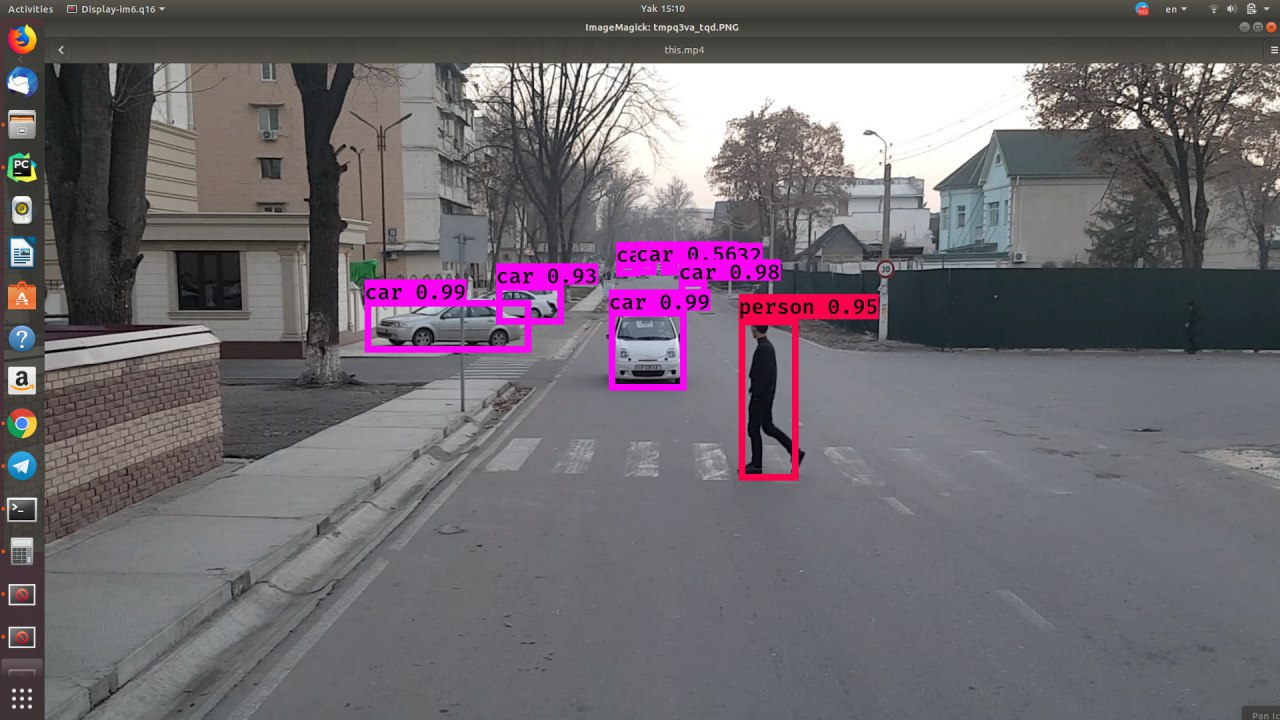 Activities
Display-im6.q16
Yak 15:10
en
ImageMagick: tmpq3va_tqd.PNG
this.mp4
car 0.5632
car 0.93
car 0.98
car 0.99
car 0.99
person 0.95
30
PC
a